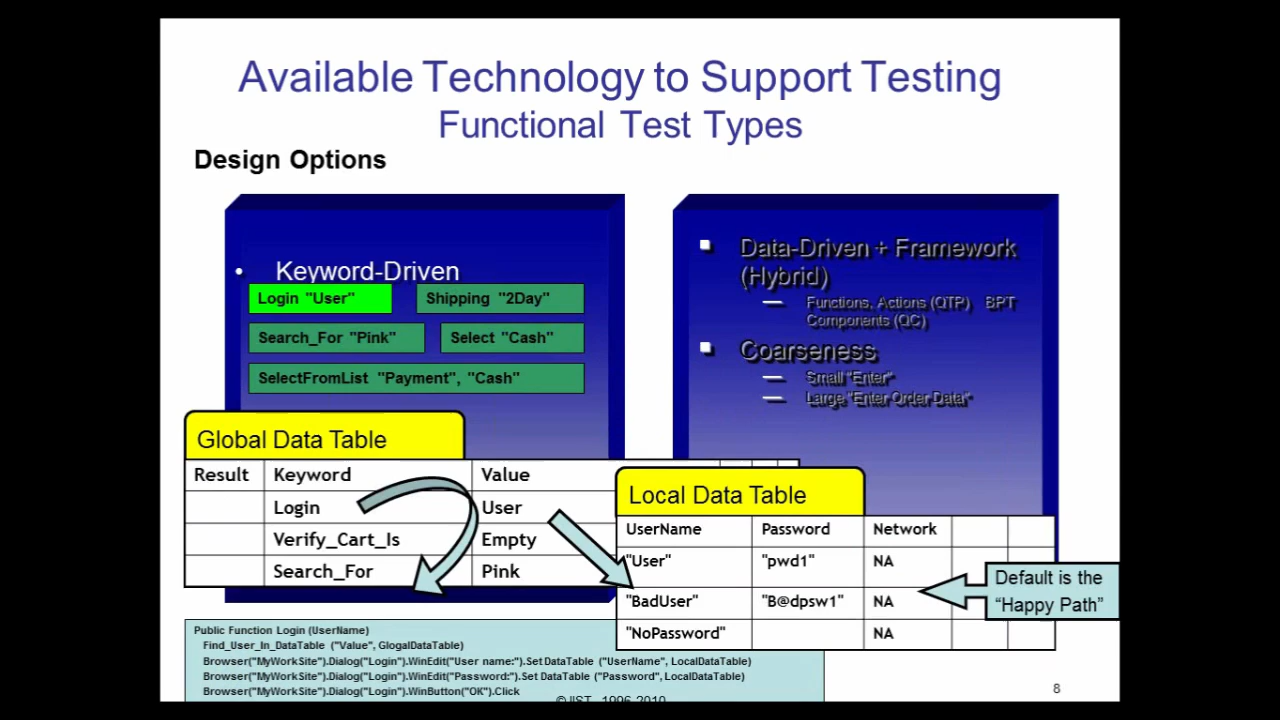 Available Technology to Support Testing
Functional Test Types
Design Options
• Keyword-Driven
Login "User"
Shipping "2Day"
Search_For "Pink"
Select "Cash"
SelectFromList "Payment", "Cash"
Data-Driven + Framework
(Hybrid)
— Functions, Actions (QTP) BPT
Components (QC)
Coarseness
— Small "Enter"
— Large "Enter Order Data"
Global Data Table
Result Keyword Value
Login User
Verify_Cart_Is Empty
Search_For Pink
Local Data Table
UserName Password Network
"User" "pwd1" NA
"BadUser" "B@dpsw1" NA
"NoPassword" NA
Default is the
“Happy Path”
Public Function Login (UserName)
Find_User_In_DataTable ("Value", GlogalDataTable)
Browser("MyWorkSite").Dialog("Login").WinEdit("User name:").Set DataTable ("UserName", LocalDataTable)
Browser("MyWorkSite").Dialog("Login").WinEdit("Password:").Set DataTable ("Password", LocalDataTable)
Browser("MyWorkSite").Dialog("Login").WinButton("OK").Click
© IIST 1996-2010
8